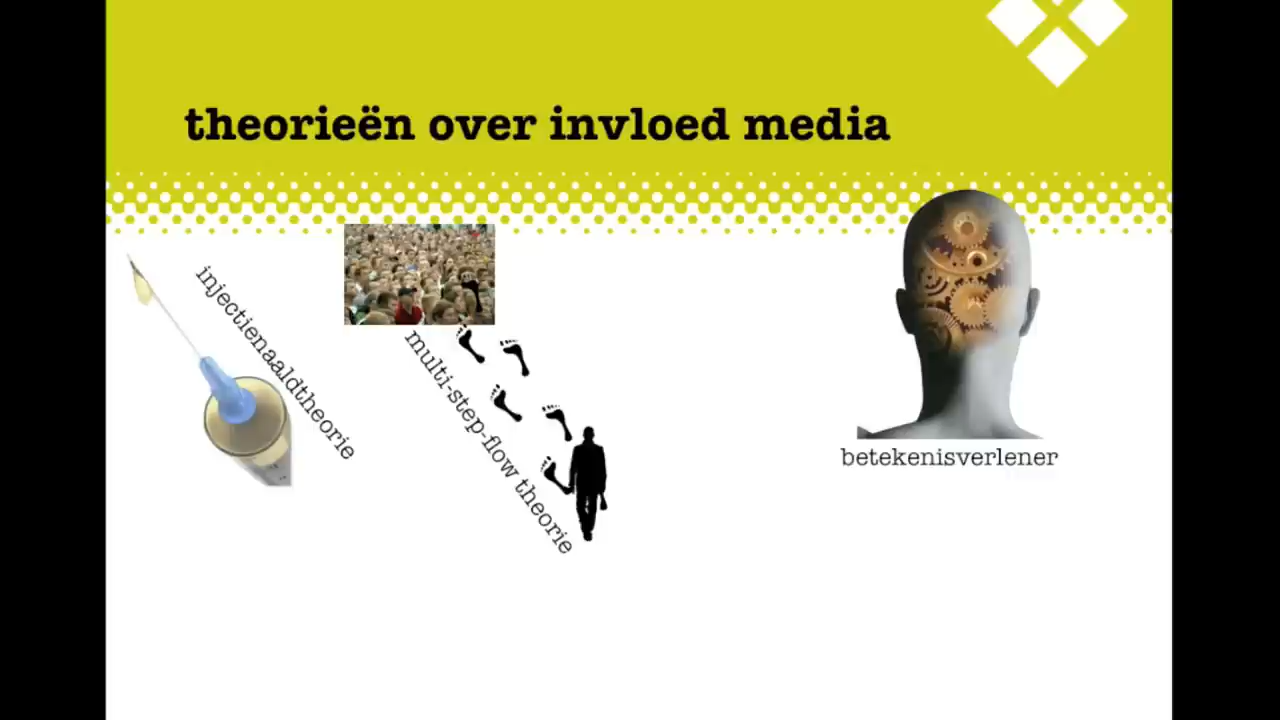 theorieën over invloed media
injectienaaldtheorie
multi-step-flow theorie
betekenisverlener